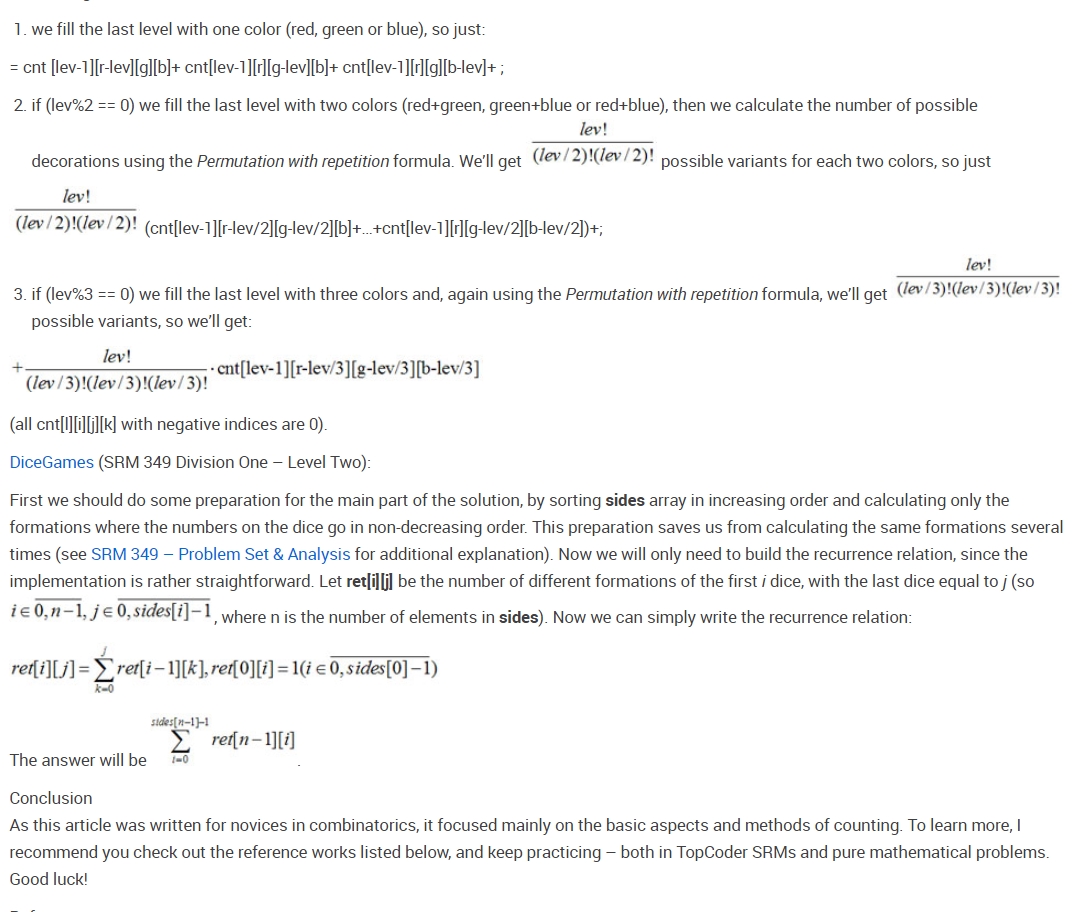 1. we fill the last level with one color (red, green or blue), so just:
= cnt [lev-1][r-lev][g][b]+ cnt[lev-1][r][g-lev][b]+ cnt[lev-1][r][g][b-lev]+ ;
2. if (lev%2 == 0) we fill the last level with two colors (red+green, green+blue or red+blue), then we calculate the number of possible
decorations using the Permutation with repetition formula. We'll get lev! / (lev/2)!(lev/2)! possible variants for each two colors, so just
lev! / (lev/2)!(lev/2)! (cnt[lev-1][r-lev/2][g-lev/2][b]+…+cnt[lev-1][r][g-lev/2][b-lev/2])+;
3. if (lev%3 == 0) we fill the last level with three colors and, again using the Permutation with repetition formula, we'll get lev! / (lev/3)!(lev/3)!(lev/3)!
possible variants, so we'll get:
+ lev! / (lev/3)!(lev/3)!(lev/3)! · cnt[lev-1][r-lev/3][g-lev/3][b-lev/3]
(all cnt[l][i][j][k] with negative indices are 0).
DiceGames (SRM 349 Division One – Level Two):
First we should do some preparation for the main part of the solution, by sorting sides array in increasing order and calculating only the
formations where the numbers on the dice go in non-decreasing order. This preparation saves us from calculating the same formations several
times (see SRM 349 – Problem Set & Analysis for additional explanation). Now we will only need to build the recurrence relation, since the
implementation is rather straightforward. Let ret[i][j] be the number of different formations of the first i dice, with the last dice equal to j (so
i ∈ 0, n−1, j ∈ 0, sides[i]−1, where n is the number of elements in sides). Now we can simply write the recurrence relation:
ret[i][j] = ∑ j k=0 ret[i−1][k], ret[0][i] = 1(i ∈ 0, sides[0]−1)
The answer will be ∑ sides[n−1]−1 i=0 ret[n−1][i] .
Conclusion
As this article was written for novices in combinatorics, it focused mainly on the basic aspects and methods of counting. To learn more, I
recommend you check out the reference works listed below, and keep practicing – both in TopCoder SRMs and pure mathematical problems.
Good luck!